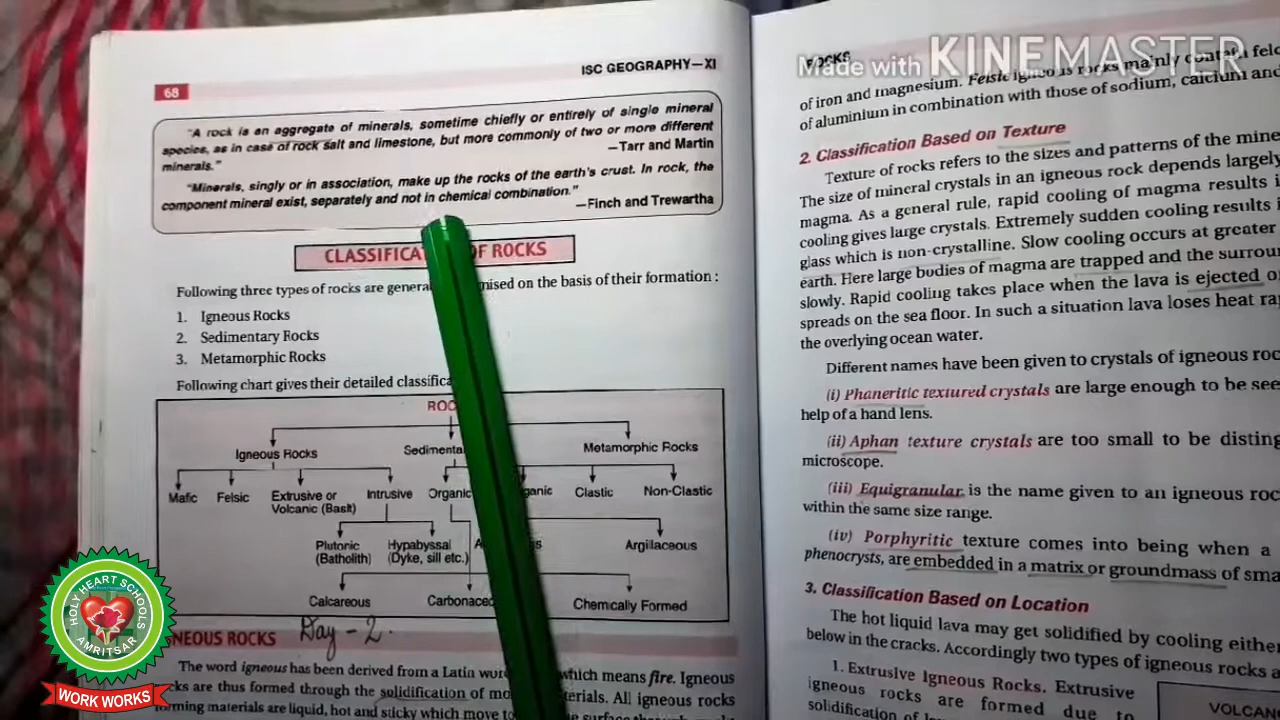 Made with KINEMASTER
68
ISC GEOGRAPHY—XI
"A rock is an aggregate of minerals, sometime chiefly or entirely of single mineral
species, as in case of rock salt and limestone, but more commonly of two or more different
minerals."
—Tarr and Martin
"Minerals, singly or in association, make up the rocks of the earth's crust. In rock, the
component mineral exist, separately and not in chemical combination."
—Finch and Trewartha
CLASSIFICA OF ROCKS
Following three types of rocks are genera nised on the basis of their formation :
1. Igneous Rocks
2. Sedimentary Rocks
3. Metamorphic Rocks
Following chart gives their detailed classifica
ROC
Igneous Rocks Sedimenta Metamorphic Rocks
Mafic Felsic Extrusive or Intrusive Organic anic Clastic Non-Clastic
Volcanic (Baslt)
Plutonic Hypabyssal Argillaceous
(Batholith) (Dyke, sill etc.)
Calcareous Carbonaceo Chemically Formed
Day - 2.
GNEOUS ROCKS
The word igneous has been derived from a Latin wor which means fire. Igneous
cks are thus formed through the solidification of mo terials. All igneous rocks
rming materials are liquid, hot and sticky which move to surface
ROCKS
of iron and magnesium. Felsic igneous rocks mainly contain feld
of aluminium in combination with those of sodium, calcium and
2. Classification Based on Texture
Texture of rocks refers to the sizes and patterns of the mine
The size of mineral crystals in an igneous rock depends largely
magma. As a general rule, rapid cooling of magma results i
cooling gives large crystals. Extremely sudden cooling results i
glass which is non-crystalline. Slow cooling occurs at greater
earth. Here large bodies of magma are trapped and the surrou
slowly. Rapid cooling takes place when the lava is ejected o
spreads on the sea floor. In such a situation lava loses heat ra
the overlying ocean water.
Different names have been given to crystals of igneous roc
(i) Phaneritic textured crystals are large enough to be see
help of a hand lens.
(ii) Aphan texture crystals are too small to be disting
microscope.
(iii) Equigranular is the name given to an igneous roc
within the same size range.
(iv) Porphyritic texture comes into being when a
phenocrysts, are embedded in a matrix or groundmass of sma
3. Classification Based on Location
The hot liquid lava may get solidified by cooling eithe
below in the cracks. Accordingly two types of igneous rocks a
1. Extrusive Igneous Rocks. Extrusive
igneous rocks are formed due to
solidification of
VOLCAN
HOLY HEART SCHOOLS
AMRITSAR
WORK WORKS